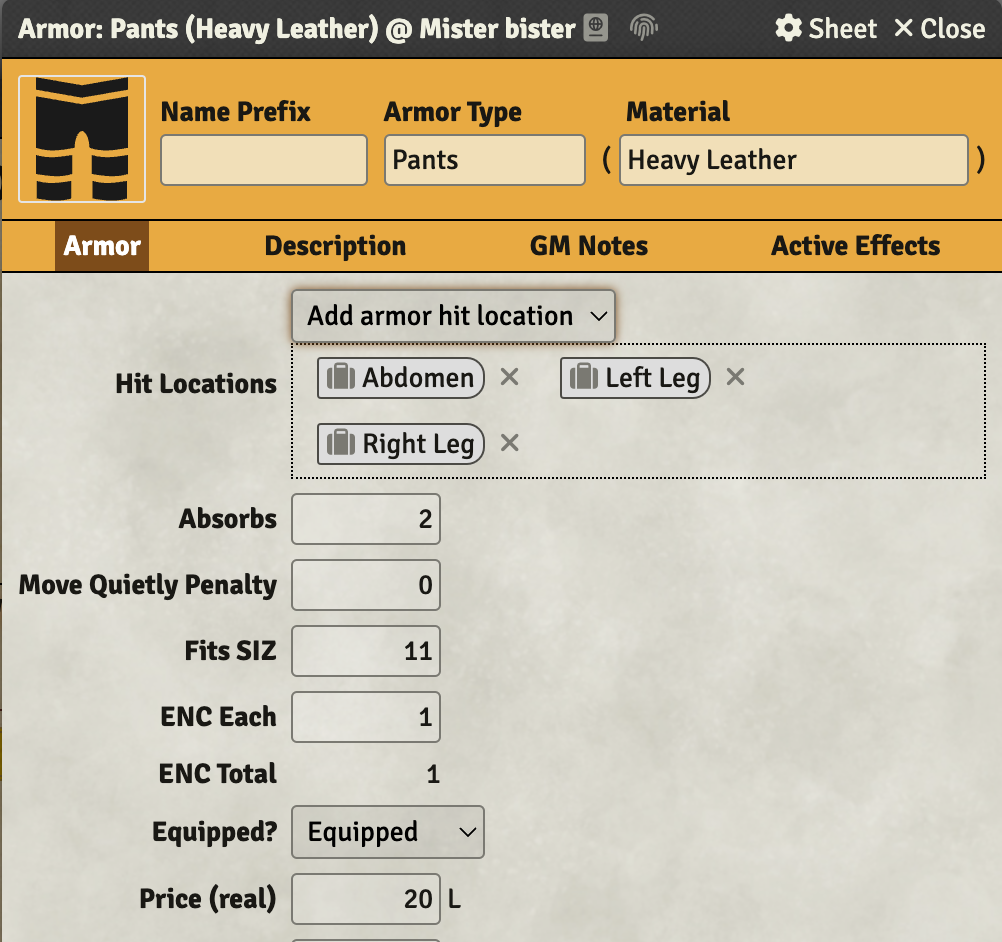 Armor: Pants (Heavy Leather) @ Mister bister
Sheet
Close
Name Prefix
Armor Type
Material
Pants
( Heavy Leather )
Armor
Description
GM Notes
Active Effects
Add armor hit location
Hit Locations
Abdomen
Left Leg
Right Leg
Absorbs 2
Move Quietly Penalty 0
Fits SIZ 11
ENC Each 1
ENC Total 1
Equipped? Equipped
Price (real) 20 L